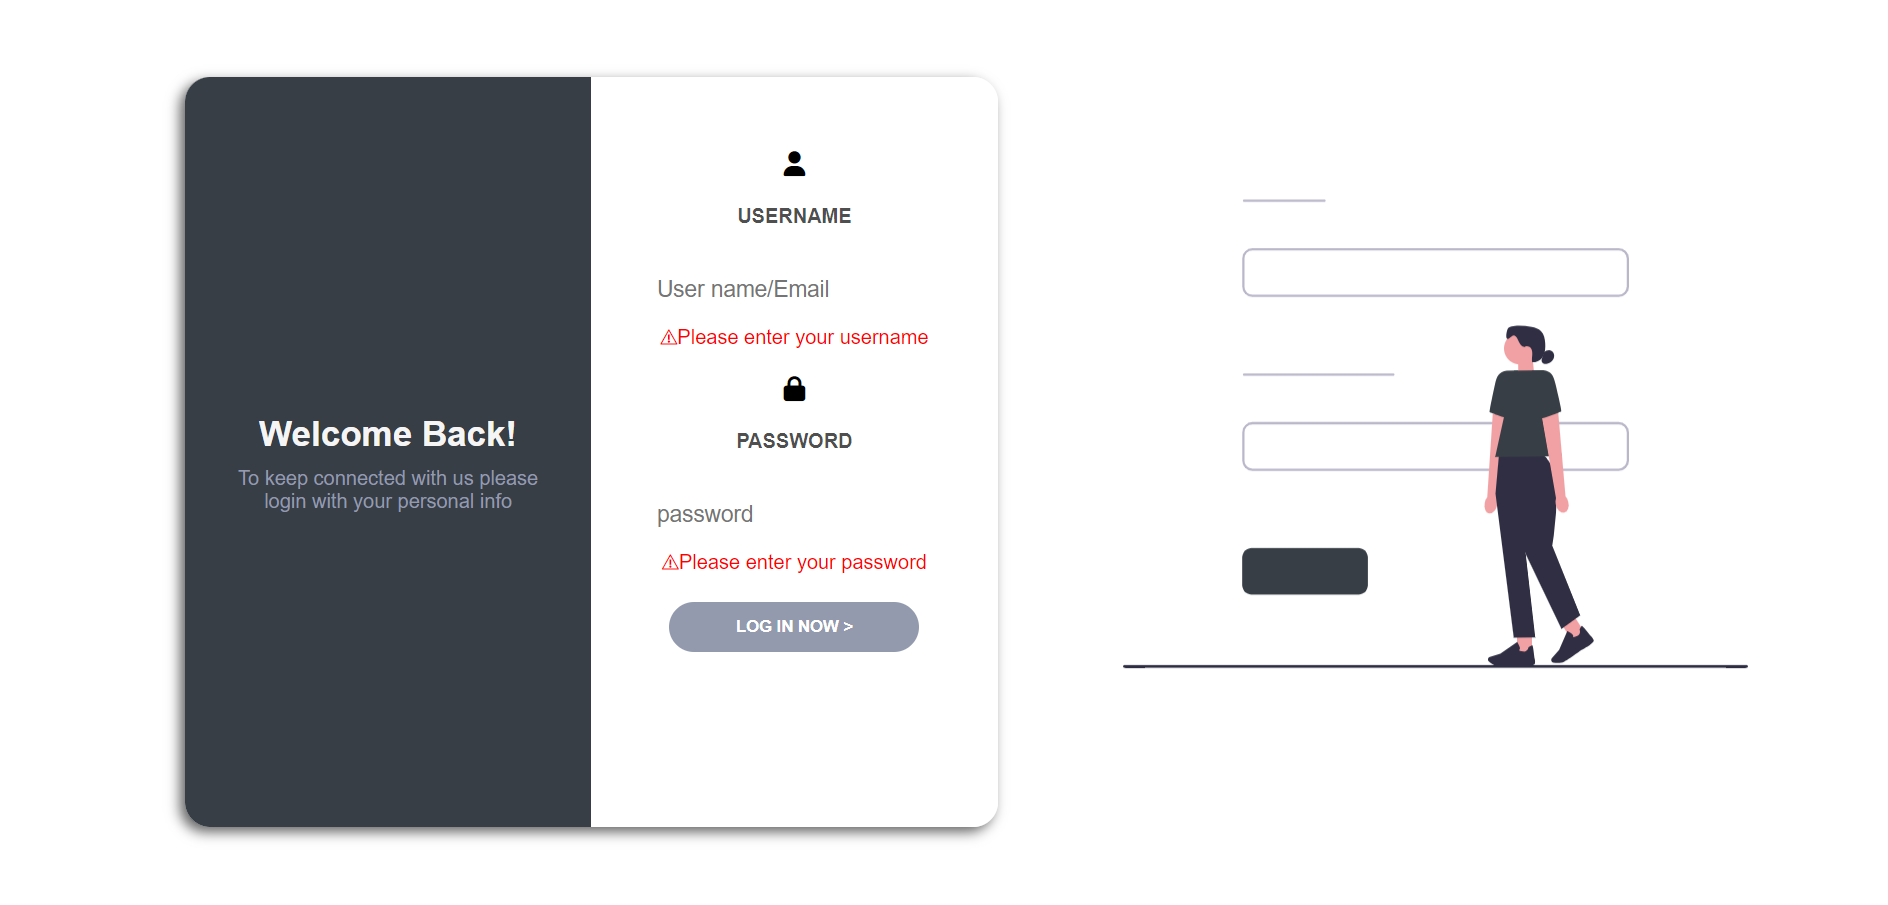 Welcome Back!
To keep connected with us please
login with your personal info
USERNAME
User name/Email
⚠Please enter your username
PASSWORD
password
⚠Please enter your password
LOG IN NOW >